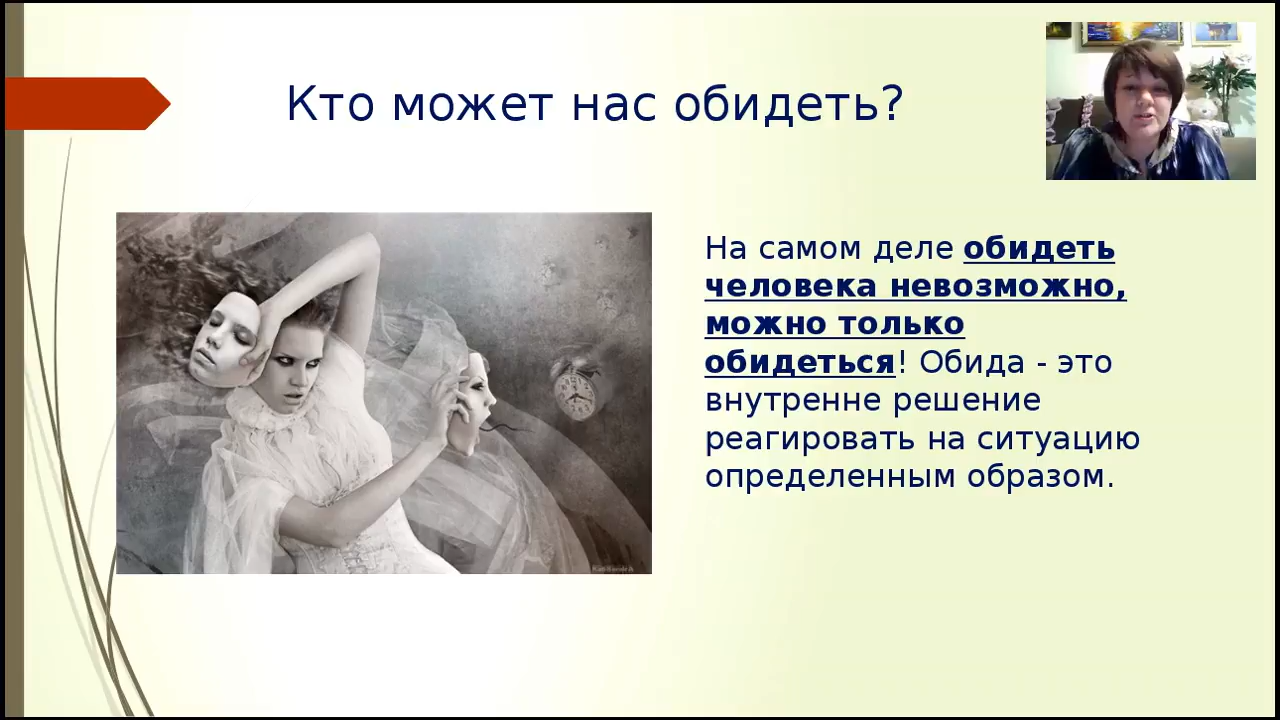 Кто может нас обидеть?
На самом деле обидеть
человека невозможно,
можно только
обидеться! Обида - это
внутренне решение
реагировать на ситуацию
определенным образом.